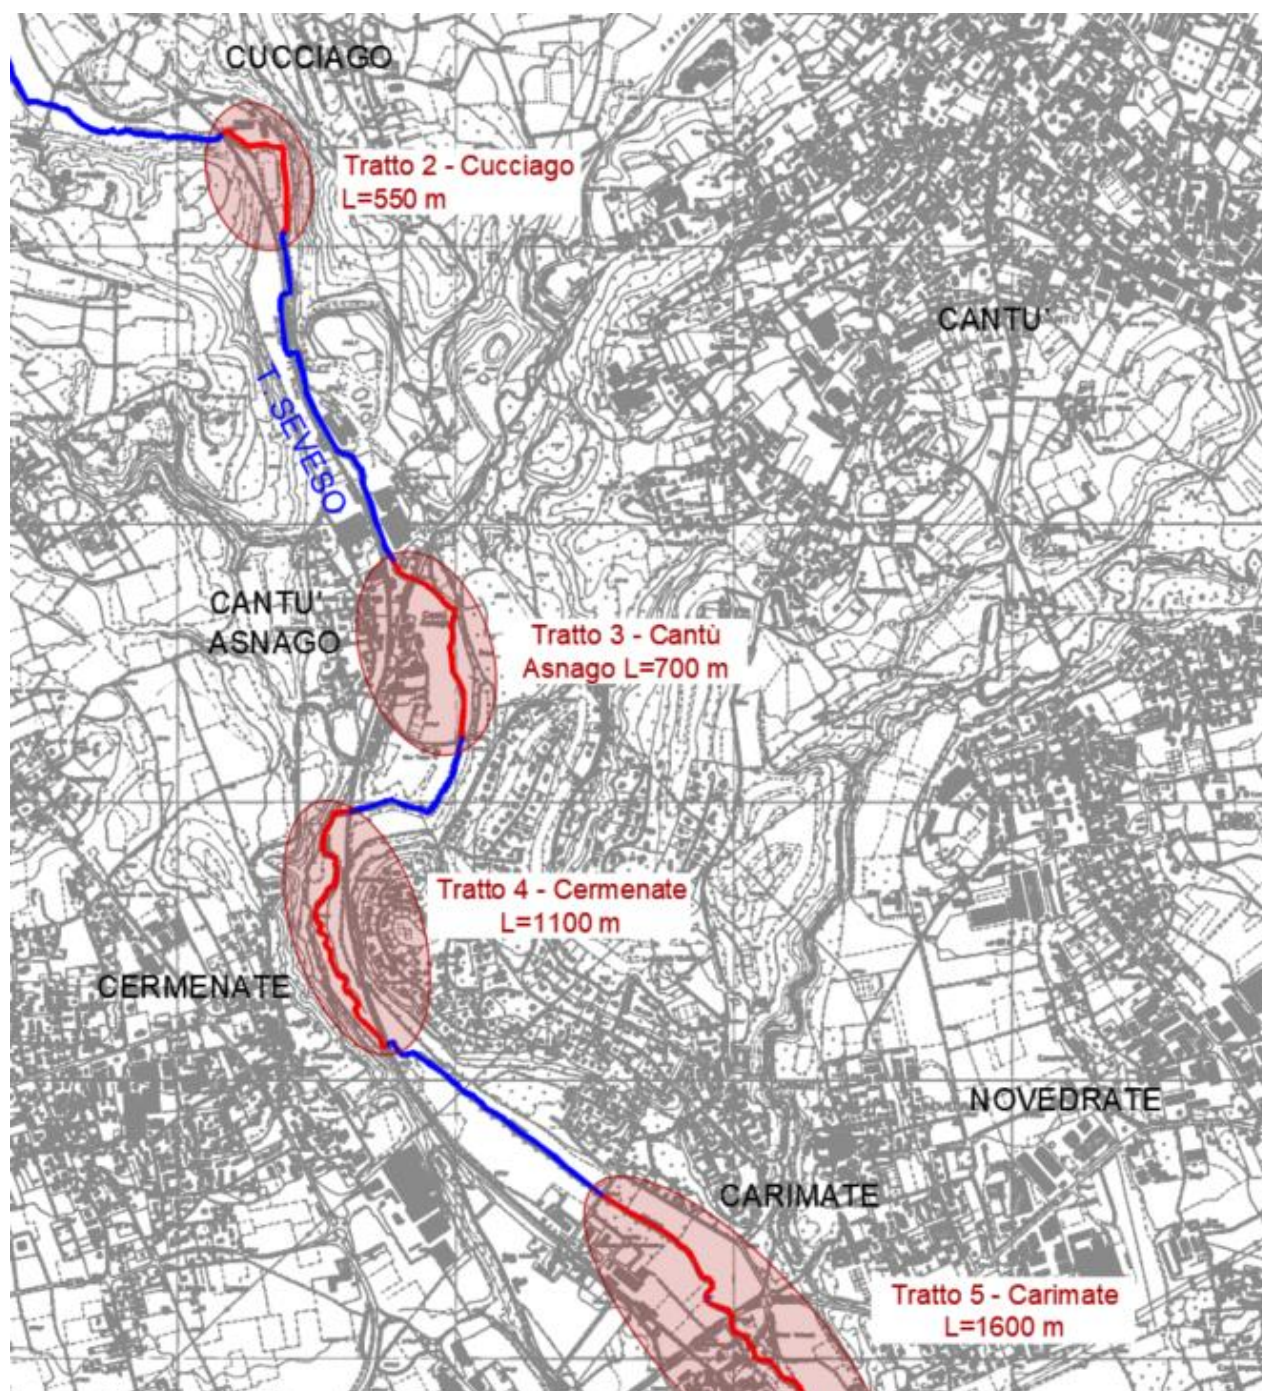 CUCCIAGO
Tratto 2 - Cucciago
L=550 m
CANTU'
T. SEVESO
CANTU'
ASNAGO
Tratto 3 - Cantù
Asnago L=700 m
Tratto 4 - Cermenate
L=1100 m
CERMENATE
NOVEDRATE
CARIMATE
Tratto 5 - Carimate
L=1600 m